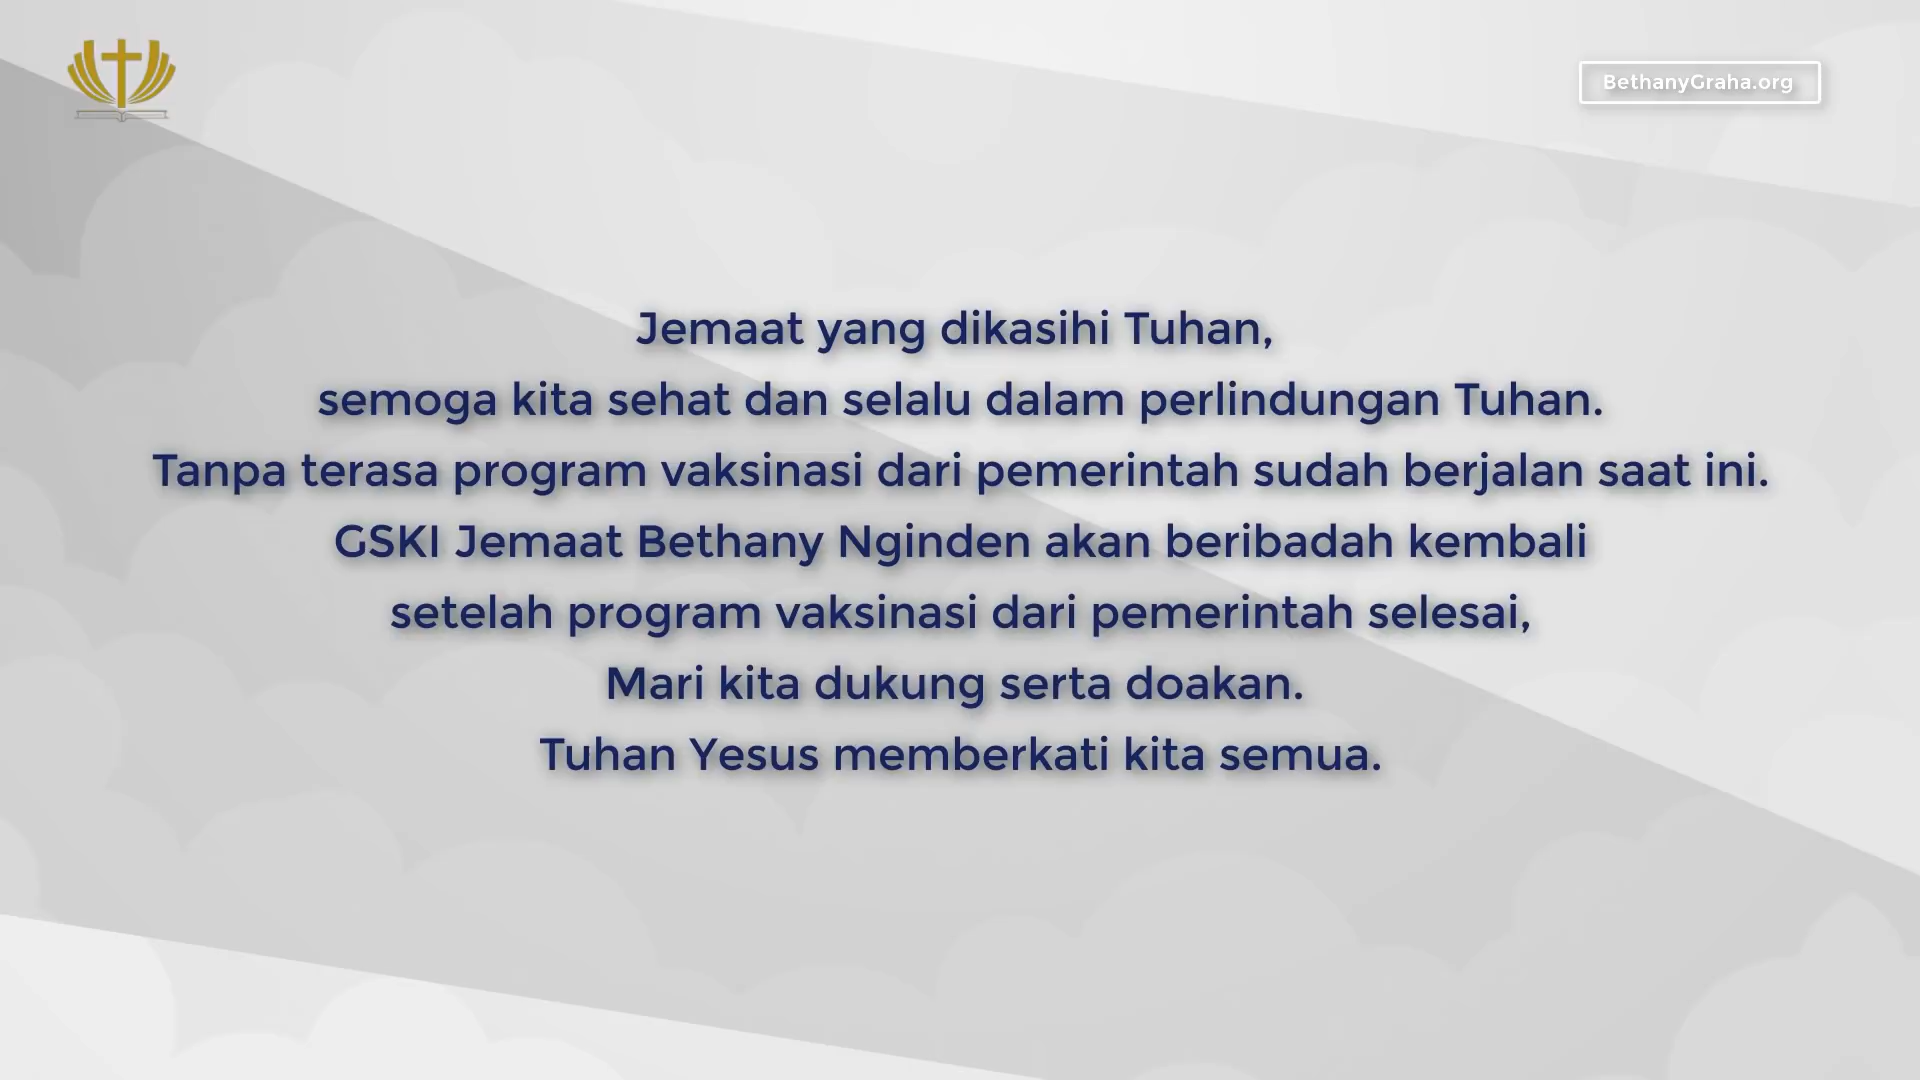 BethanyGraha.org
Jemaat yang dikasihi Tuhan,
semoga kita sehat dan selalu dalam perlindungan Tuhan.
Tanpa terasa program vaksinasi dari pemerintah sudah berjalan saat ini.
GSKI Jemaat Bethany Nginden akan beribadah kembali
setelah program vaksinasi dari pemerintah selesai,
Mari kita dukung serta doakan.
Tuhan Yesus memberkati kita semua.